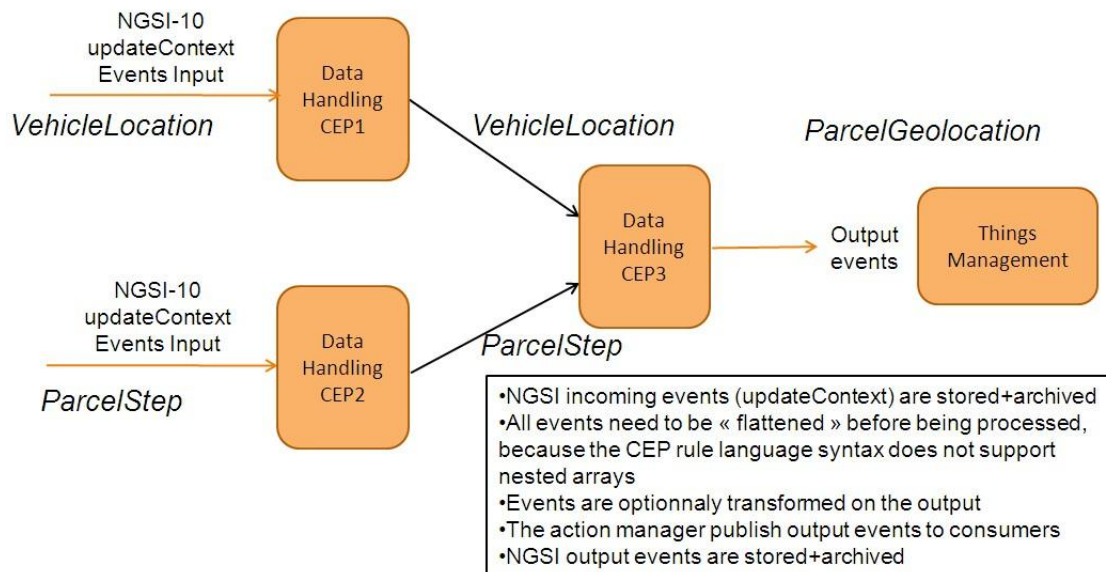 NGSI-10
updateContext
Events Input
VehicleLocation
Data
Handling
CEP1
VehicleLocation
ParcelGeolocation
Data
Handling
CEP3
Output
events
Things
Management
NGSI-10
updateContext
Events Input
ParcelStep
Data
Handling
CEP2
ParcelStep
•NGSI incoming events (updateContext) are stored+archived
•All events need to be « flattened » before being processed,
because the CEP rule language syntax does not support
nested arrays
•Events are optionnaly transformed on the output
•The action manager publish output events to consumers
•NGSI output events are stored+archived